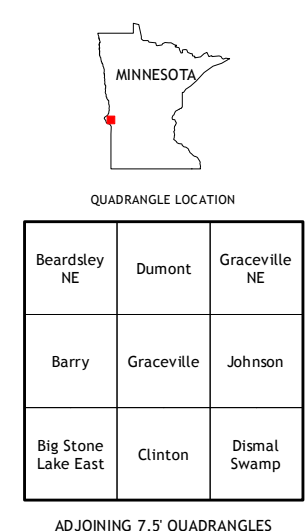 MINNESOTA
QUADRANGLE LOCATION
Beardsley
NE
Dumont
Graceville
NE
Barry
Graceville
Johnson
Big Stone
Lake East
Clinton
Dismal
Swamp
ADJOINING 7.5' QUADRANGLES